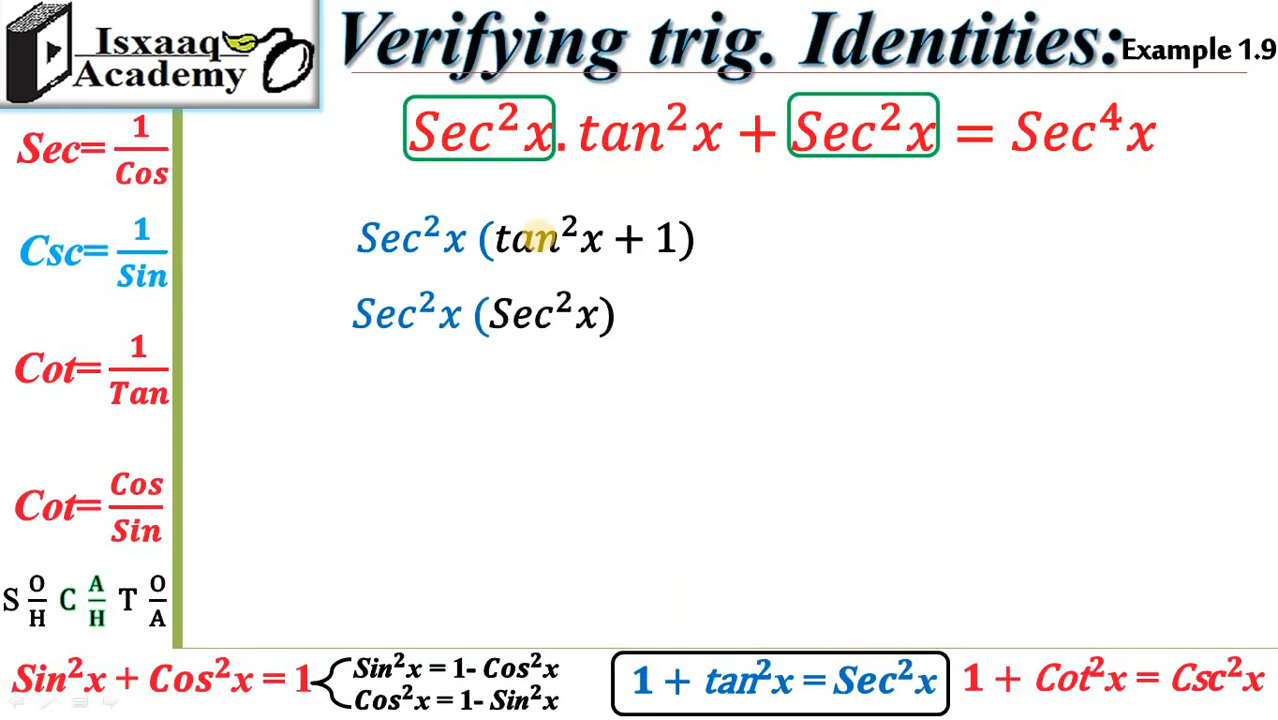 Isxaaq
Academy
Verifying trig. Identities: Example 1.9
Sec²x. tan²x + Sec²x = Sec⁴x
Sec= 1/Cos
Csc= 1/Sin
Cot= 1/Tan
Cot= Cos/Sin
S O/H C A/H T O/A
Sec²x (tan²x + 1)
Sec²x (Sec²x)
Sin²x + Cos²x = 1
Sin²x = 1- Cos²x
Cos²x = 1- Sin²x
1 + tan²x = Sec²x
1 + Cot²x = Csc²x